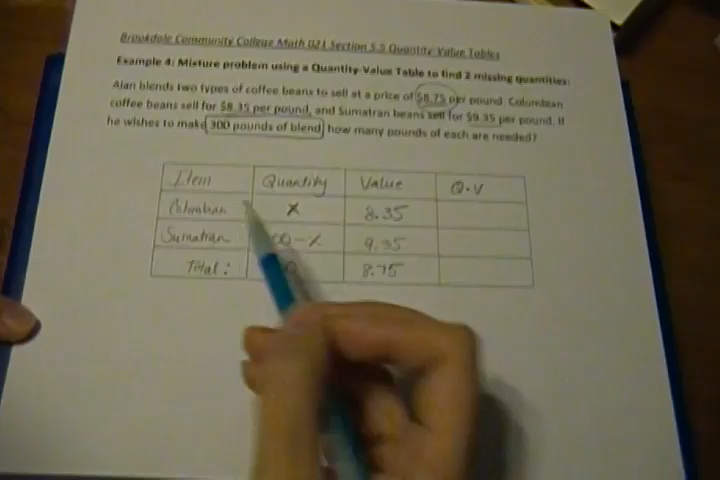 Brookdale Community College Math 021 Section 5.5 Quantity-Value Tables
Example 4: Mixture problem using a Quantity-Value Table to find 2 missing quantities:
Alan blends two types of coffee beans to sell at a price of $8.75 per pound. Columbian
coffee beans sell for $8.35 per pound, and Sumatran beans sell for $9.35 per pound. If
he wishes to make 300 pounds of blend, how many pounds of each are needed?
Item Quantity Value Q·V
x 8.35
Sumatran 00-x 9.35
Total: 0 8.75